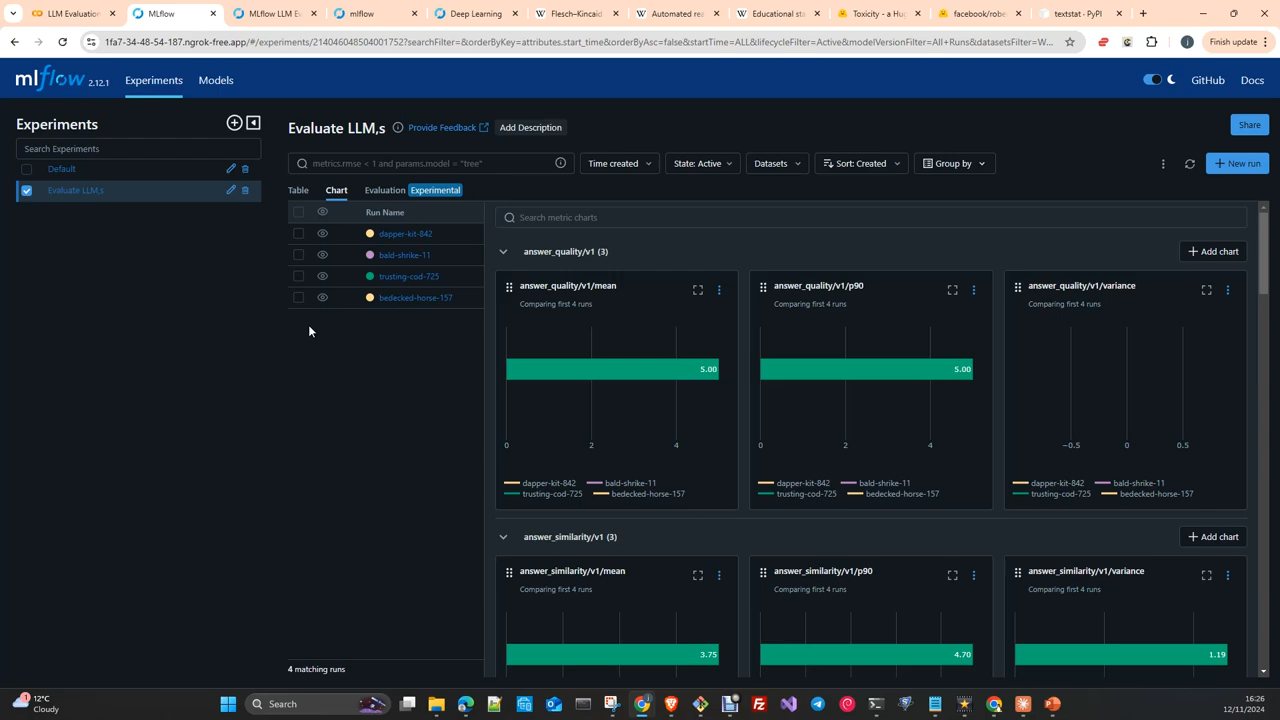 LLM Evaluation
MLflow
MLflow LLM Ev
mlflow
Deep Learning
Flesch–Kincaid
Automated rea
Educational sta
Toxicity - a Hug
facebook/robe
textstat · PyPI
1fa7-34-48-54-187.ngrok-free.app/#/experiments/214046048504001752?searchFilter=&orderByKey=attributes.start_time&orderByAsc=false&startTime=ALL&lifecycleFilter=Active&modelVersionFilter=All+Runs&datasetsFilter=W...
Finish update
mlflow 2.12.1
Experiments
Models
GitHub
Docs
Experiments
Search Experiments
Default
Evaluate LLM,s
Evaluate LLM,s
Provide Feedback
Add Description
Share
metrics.rmse < 1 and params.model = "tree"
Time created
State: Active
Datasets
Sort: Created
Group by
New run
Table
Chart
Evaluation
Experimental
Run Name
dapper-kit-842
bald-shrike-11
trusting-cod-725
bedecked-horse-157
4 matching runs
Search metric charts
answer_quality/v1 (3)
Add chart
answer_quality/v1/mean
Comparing first 4 runs
5.00
0 2 4
dapper-kit-842 bald-shrike-11
trusting-cod-725 bedecked-horse-157
answer_quality/v1/p90
Comparing first 4 runs
5.00
0 2 4
dapper-kit-842 bald-shrike-11
trusting-cod-725 bedecked-horse-157
answer_quality/v1/variance
Comparing first 4 runs
−0.5 0 0.5
dapper-kit-842 bald-shrike-11
trusting-cod-725 bedecked-horse-157
answer_similarity/v1 (3)
Add chart
answer_similarity/v1/mean
Comparing first 4 runs
3.75
answer_similarity/v1/p90
Comparing first 4 runs
4.70
answer_similarity/v1/variance
Comparing first 4 runs
1.19
1
12°C
Cloudy
Search
16:26
12/11/2024